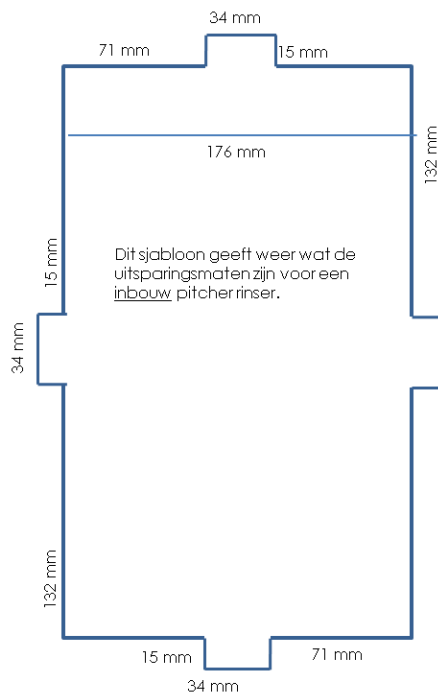 34 mm
71 mm
15 mm
176 mm
132 mm
Dit sjabloon geeft weer wat de
uitsparingsmaten zijn voor een
inbouw pitcher rinser.
15 mm
34 mm
132 mm
15 mm
71 mm
34 mm